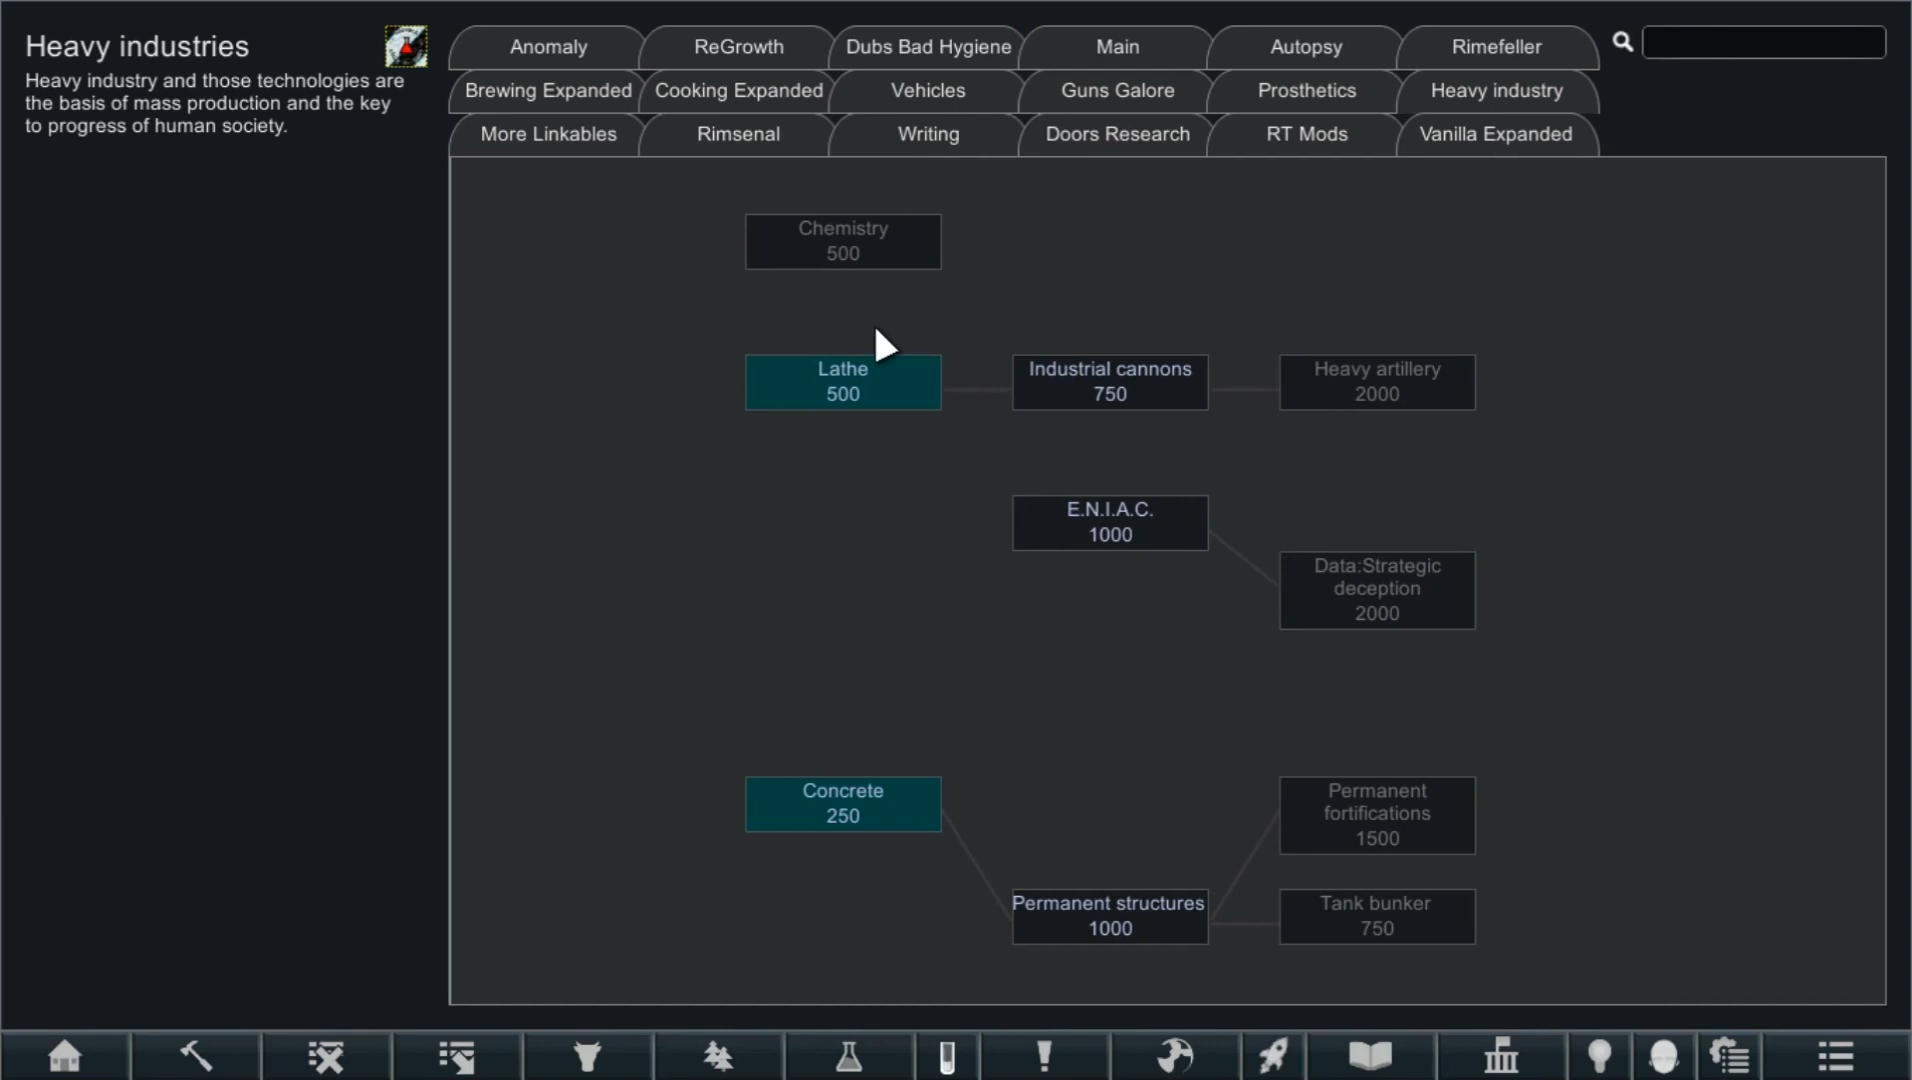 Heavy industries
Heavy industry and those technologies are
the basis of mass production and the key
to progress of human society.
Anomaly
ReGrowth
Dubs Bad Hygiene
Main
Autopsy
Rimefeller
Brewing Expanded
Cooking Expanded
Vehicles
Guns Galore
Prosthetics
Heavy industry
More Linkables
Rimsenal
Writing
Doors Research
RT Mods
Vanilla Expanded
Chemistry
500
Lathe
500
Industrial cannons
750
Heavy artillery
2000
E.N.I.A.C.
1000
Data:Strategic
deception
2000
Concrete
250
Permanent
fortifications
1500
Permanent structures
1000
Tank bunker
750